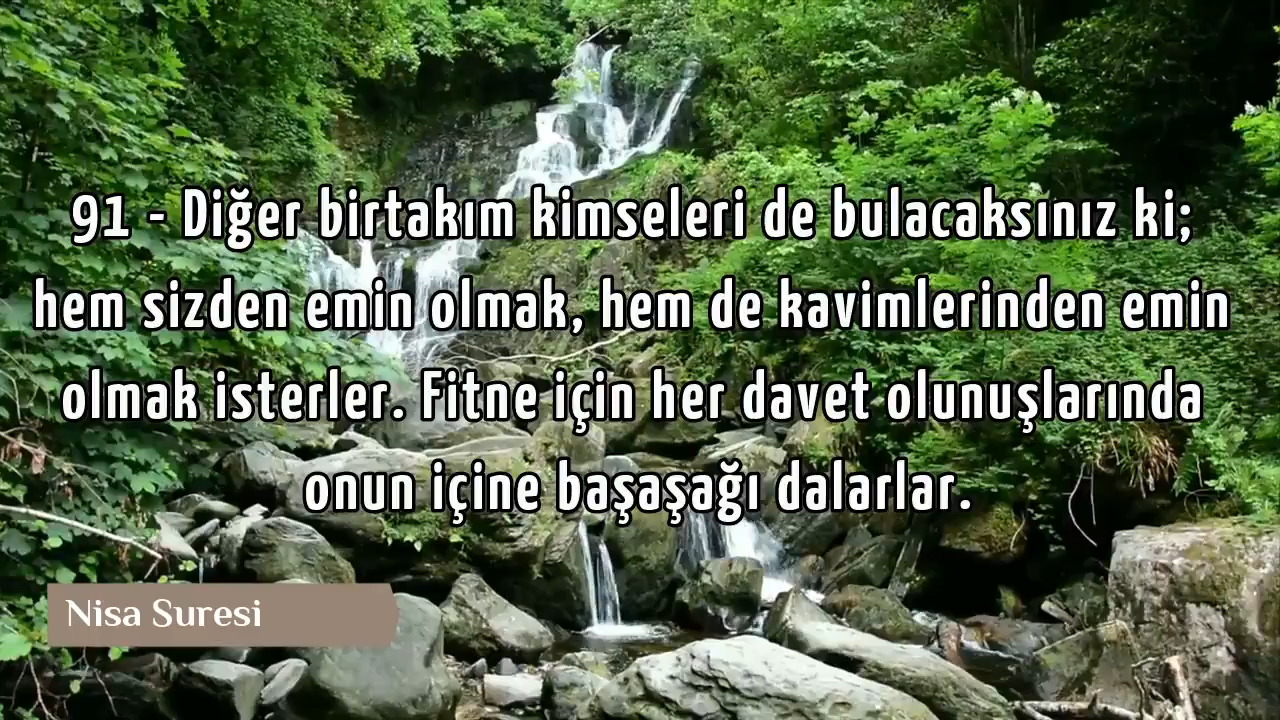 91 - Diğer birtakım kimseleri de bulacaksınız ki;
hem sizden emin olmak, hem de kavimlerinden emin
olmak isterler. Fitne için her davet olunuşlarında
onun içine başaşağı dalarlar.
Nisa Suresi